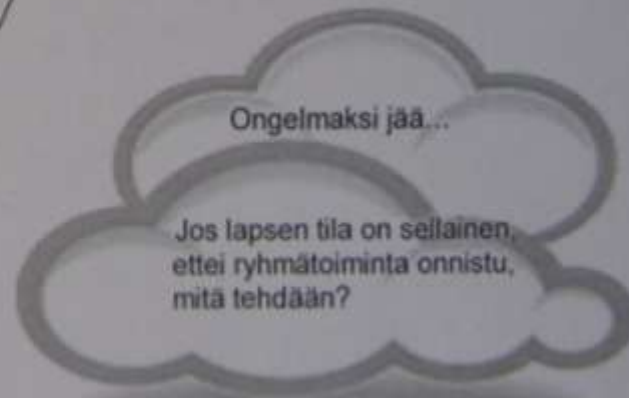 Ongelmaksi jää...
Jos lapsen tila on sellainen,
ettei ryhmätoiminta onnistu,
mitä tehdään?